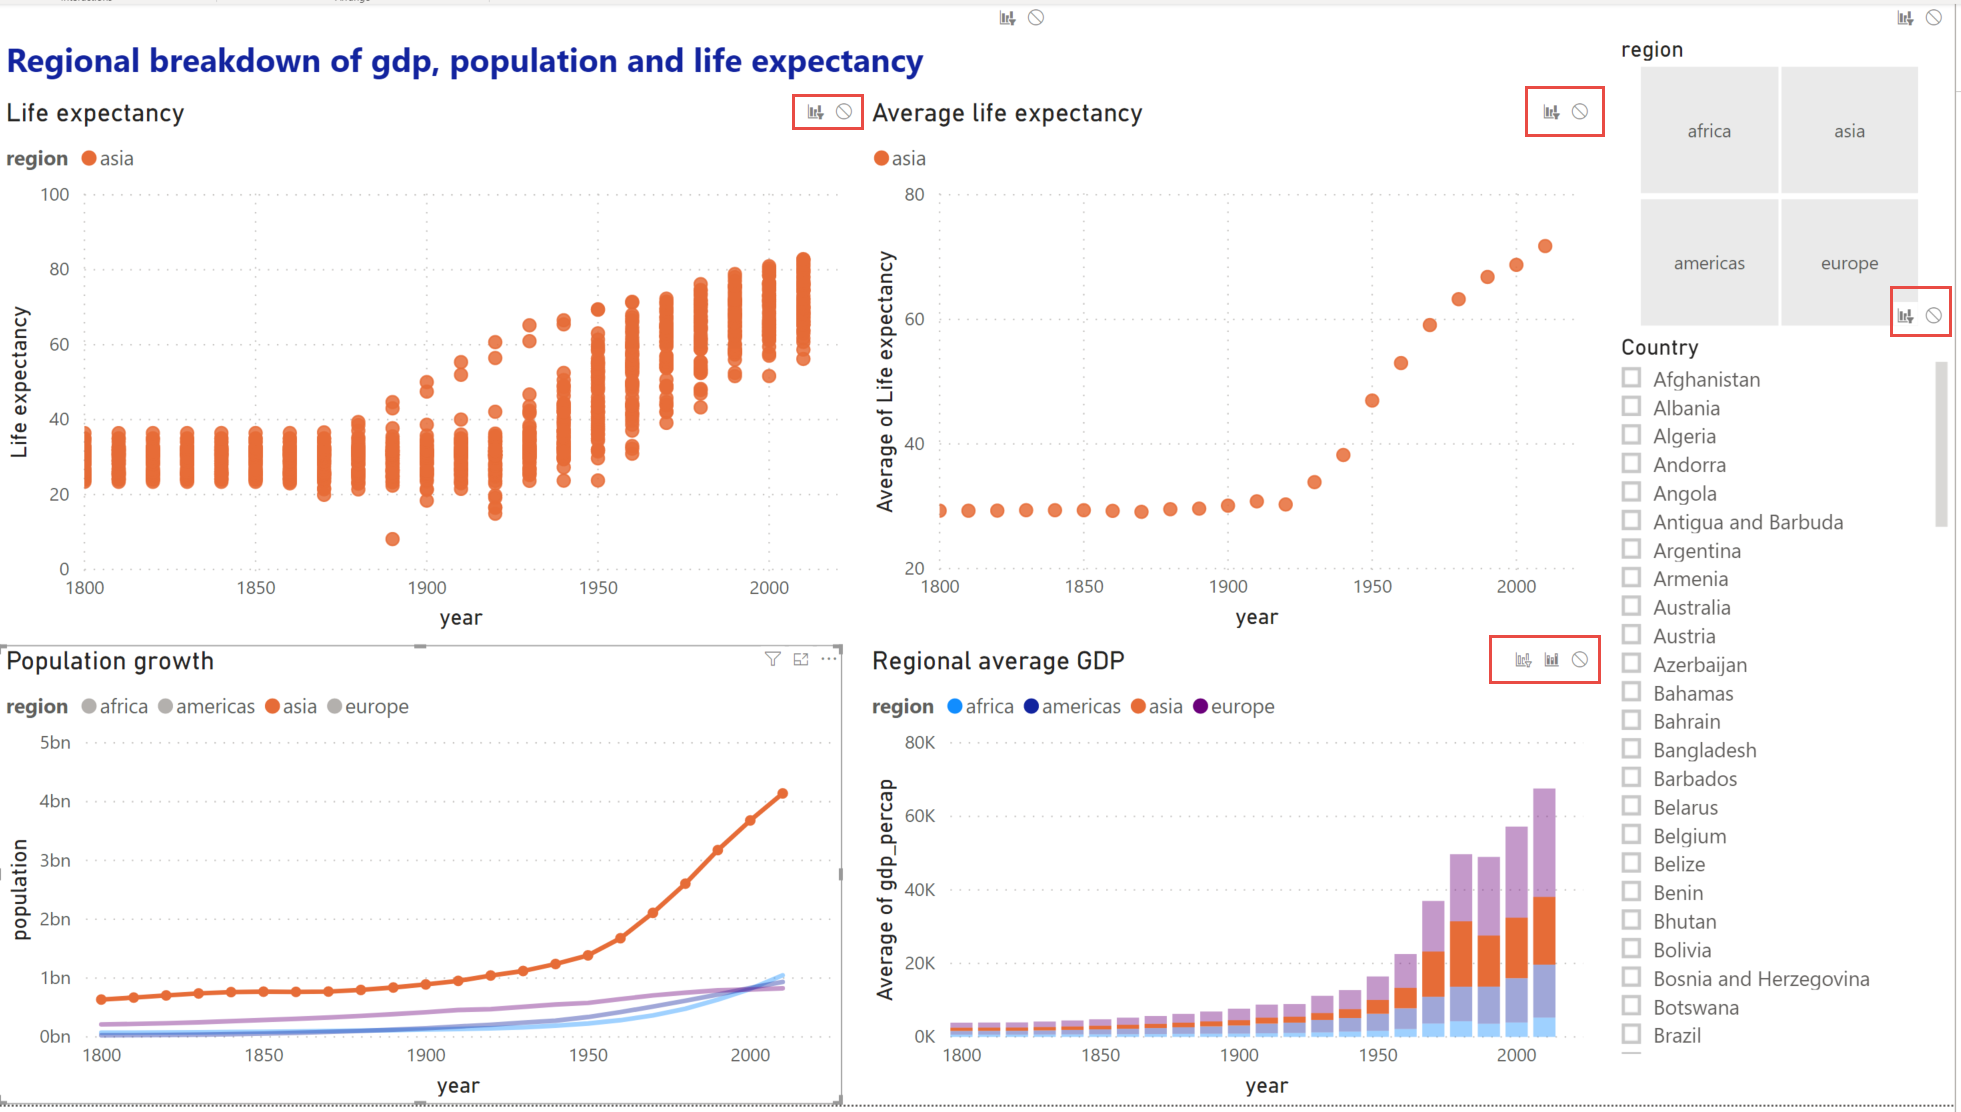 Regional breakdown of gdp, population and life expectancy
Life expectancy
region asia
100
80
60
40
20
0
Life expectancy
1800 1850 1900 1950 2000
year
Average life expectancy
asia
80
60
40
20
Average of Life expectancy
1800 1850 1900 1950 2000
year
Population growth
region africa americas asia europe
5bn
4bn
3bn
2bn
1bn
0bn
population
1800 1850 1900 1950 2000
year
Regional average GDP
region africa americas asia europe
80K
60K
40K
20K
0K
Average of gdp_percap
1800 1850 1900 1950 2000
year
region
africa asia
americas europe
Country
Afghanistan
Albania
Algeria
Andorra
Angola
Antigua and Barbuda
Argentina
Armenia
Australia
Austria
Azerbaijan
Bahamas
Bahrain
Bangladesh
Barbados
Belarus
Belgium
Belize
Benin
Bhutan
Bolivia
Bosnia and Herzegovina
Botswana
Brazil